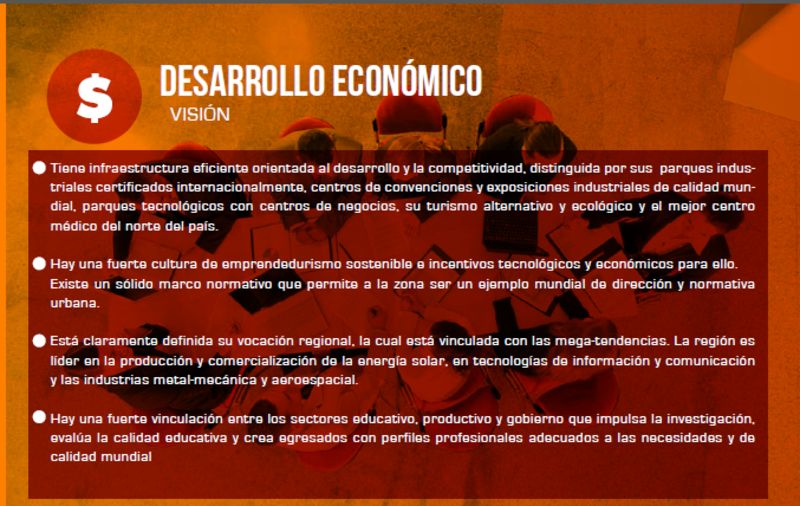 $
DESARROLLO ECONÓMICO
VISIÓN
Tiene infraestructura eficiente orientada al desarrollo y la competitividad, distinguida por sus parques indus-
triales certificados internacionalmente, centros de convenciones y exposiciones industriales de calidad mun-
dial, parques tecnológicos con centros de negocios, su turismo alternativo y ecológico y el mejor centro
médico del norte del país.
Hay una fuerte cultura de emprendedurismo sostenible e incentivos tecnológicos y económicos para ello.
Existe un sólido marco normativo que permite a la zona ser un ejemplo mundial de dirección y normativa
urbana.
Está claramente definida su vocación regional, la cual está vinculada con las mega-tendencias. La región es
líder en la producción y comercialización de la energía solar, en tecnologías de información y comunicación
y las industrias metal-mecánica y aeroespacial.
Hay una fuerte vinculación entre los sectores educativo, productivo y gobierno que impulsa la investigación,
evalúa la calidad educativa y crea egresados con perfiles profesionales adecuados a las necesidades y de
calidad mundial